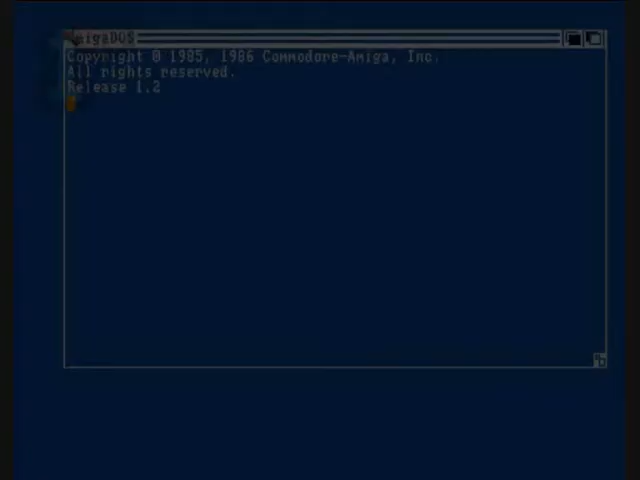 AmigaDOS
Copyright © 1985, 1986 Commodore-Amiga, Inc.
All rights reserved.
Release 1.2